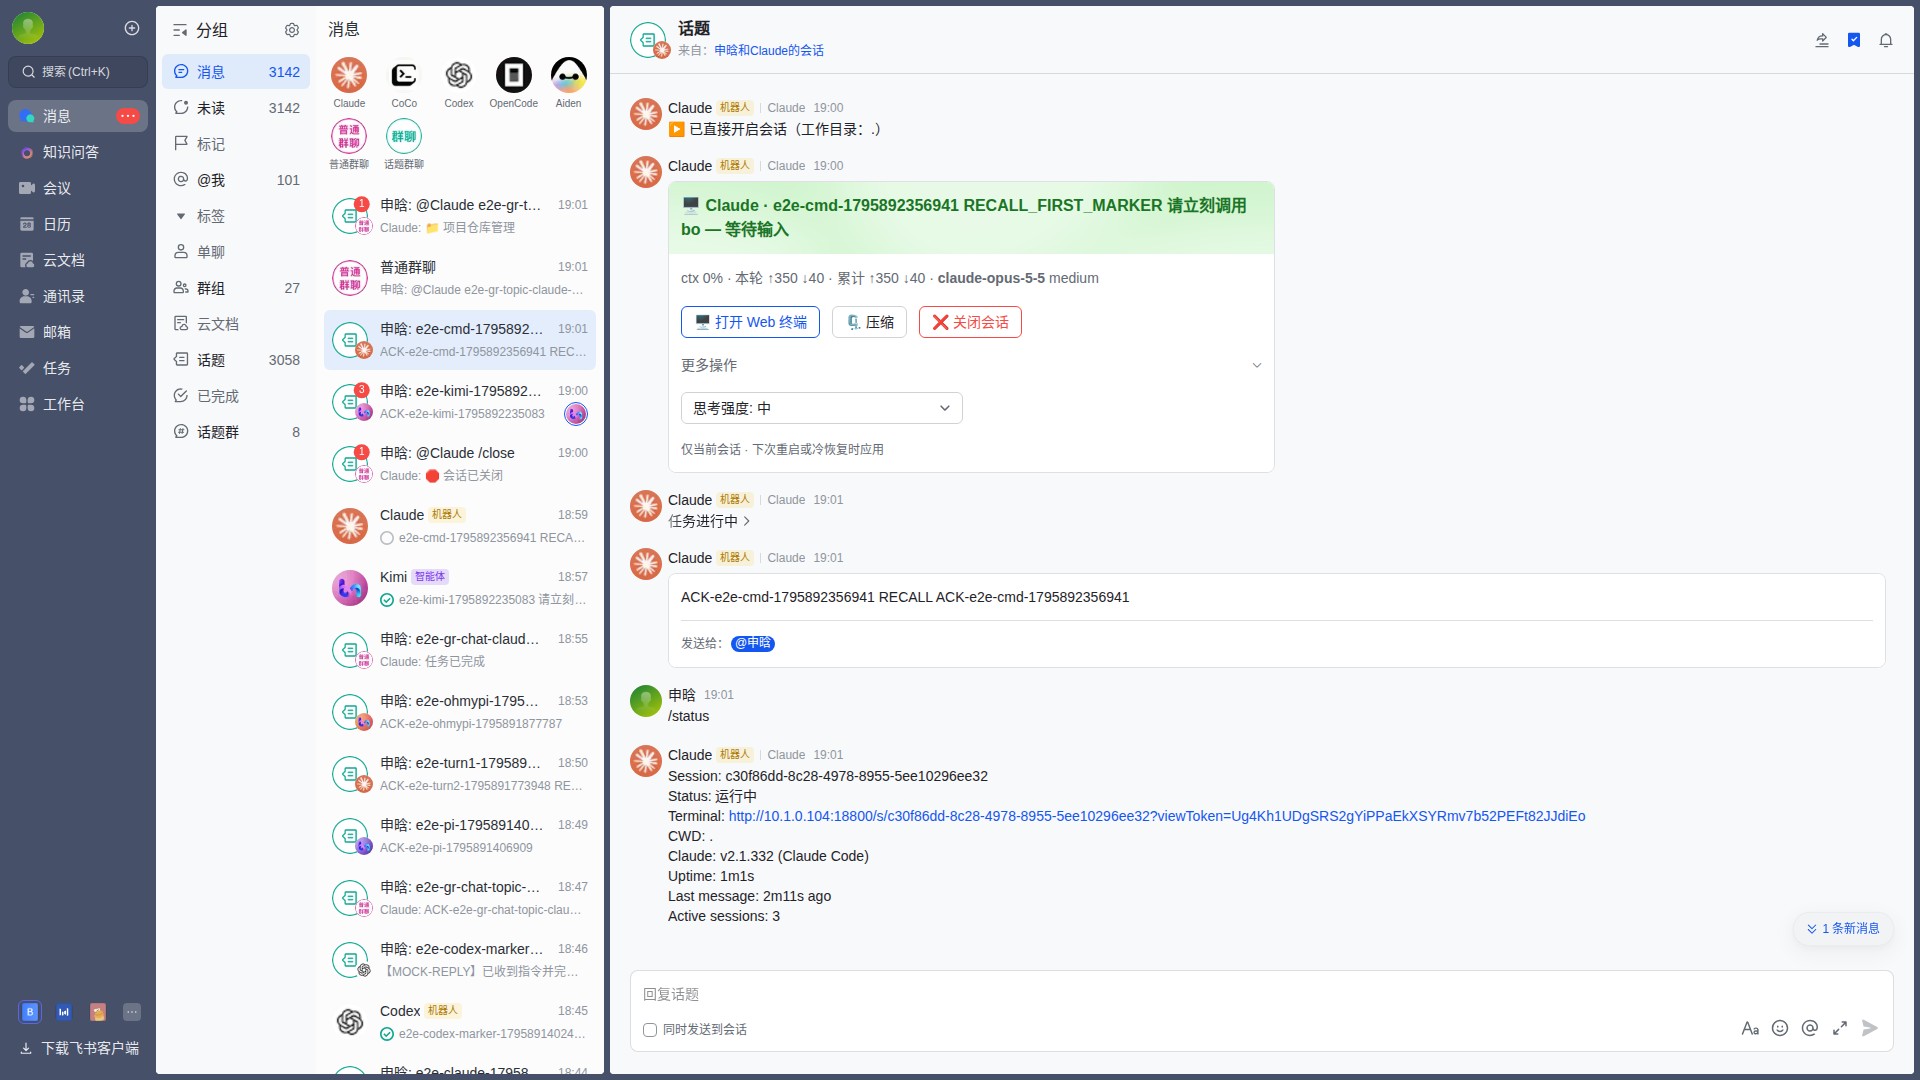 搜索 (Ctrl+K)
消息
知识问答
会议
日历
云文档
通讯录
邮箱
任务
工作台
下载飞书客户端
分组
消息 3142
未读 3142
标记
@我 101
标签
单聊
群组 27
云文档
话题 3058
已完成
话题群 8
消息
Claude CoCo Codex OpenCode Aiden
普通群聊
群聊
普通群聊 话题群聊
1
申晗: @Claude e2e-gr-t… 19:01
Claude: 📁 项目仓库管理
普通群聊
普通群聊 19:01
申晗: @Claude e2e-gr-topic-claude-…
申晗: e2e-cmd-1795892… 19:01
ACK-e2e-cmd-1795892356941 REC…
3
申晗: e2e-kimi-1795892… 19:00
ACK-e2e-kimi-1795892235083
1
申晗: @Claude /close 19:00
Claude: 🛑 会话已关闭
Claude 机器人 18:59
e2e-cmd-1795892356941 RECA…
Kimi 智能体 18:57
e2e-kimi-1795892235083 请立刻…
申晗: e2e-gr-chat-claud… 18:55
Claude: 任务已完成
申晗: e2e-ohmypi-1795… 18:53
ACK-e2e-ohmypi-1795891877787
申晗: e2e-turn1-179589… 18:50
ACK-e2e-turn2-1795891773948 RE…
申晗: e2e-pi-179589140… 18:49
ACK-e2e-pi-1795891406909
申晗: e2e-gr-chat-topic-… 18:47
Claude: ACK-e2e-gr-chat-topic-clau…
申晗: e2e-codex-marker… 18:46
【MOCK-REPLY】已收到指令并完…
Codex 机器人 18:45
e2e-codex-marker-17958914024…
申晗: e2e-claude-17958… 18:44
话题
来自：申晗和Claude的会话
Claude 机器人 Claude 19:00
▶️ 已直接开启会话（工作目录：.）
Claude 机器人 Claude 19:00
🖥️ Claude · e2e-cmd-1795892356941 RECALL_FIRST_MARKER 请立刻调用
bo — 等待输入
ctx 0% · 本轮 ↑350 ↓40 · 累计 ↑350 ↓40 · claude-opus-5-5 medium
🖥️ 打开 Web 终端 🗜️ 压缩 ❌ 关闭会话
更多操作
思考强度: 中
仅当前会话 · 下次重启或冷恢复时应用
Claude 机器人 Claude 19:01
任务进行中
Claude 机器人 Claude 19:01
ACK-e2e-cmd-1795892356941 RECALL ACK-e2e-cmd-1795892356941
发送给： @申晗
申晗 19:01
/status
Claude 机器人 Claude 19:01
Session: c30f86dd-8c28-4978-8955-5ee10296ee32
Status: 运行中
Terminal: http://10.1.0.104:18800/s/c30f86dd-8c28-4978-8955-5ee10296ee32?viewToken=Ug4Kh1UDgSRS2gYiPPaEkXSYRmv7b52PEFt82JJdiEo
CWD: .
Claude: v2.1.332 (Claude Code)
Uptime: 1m1s
Last message: 2m11s ago
Active sessions: 3
1 条新消息
回复话题
同时发送到会话